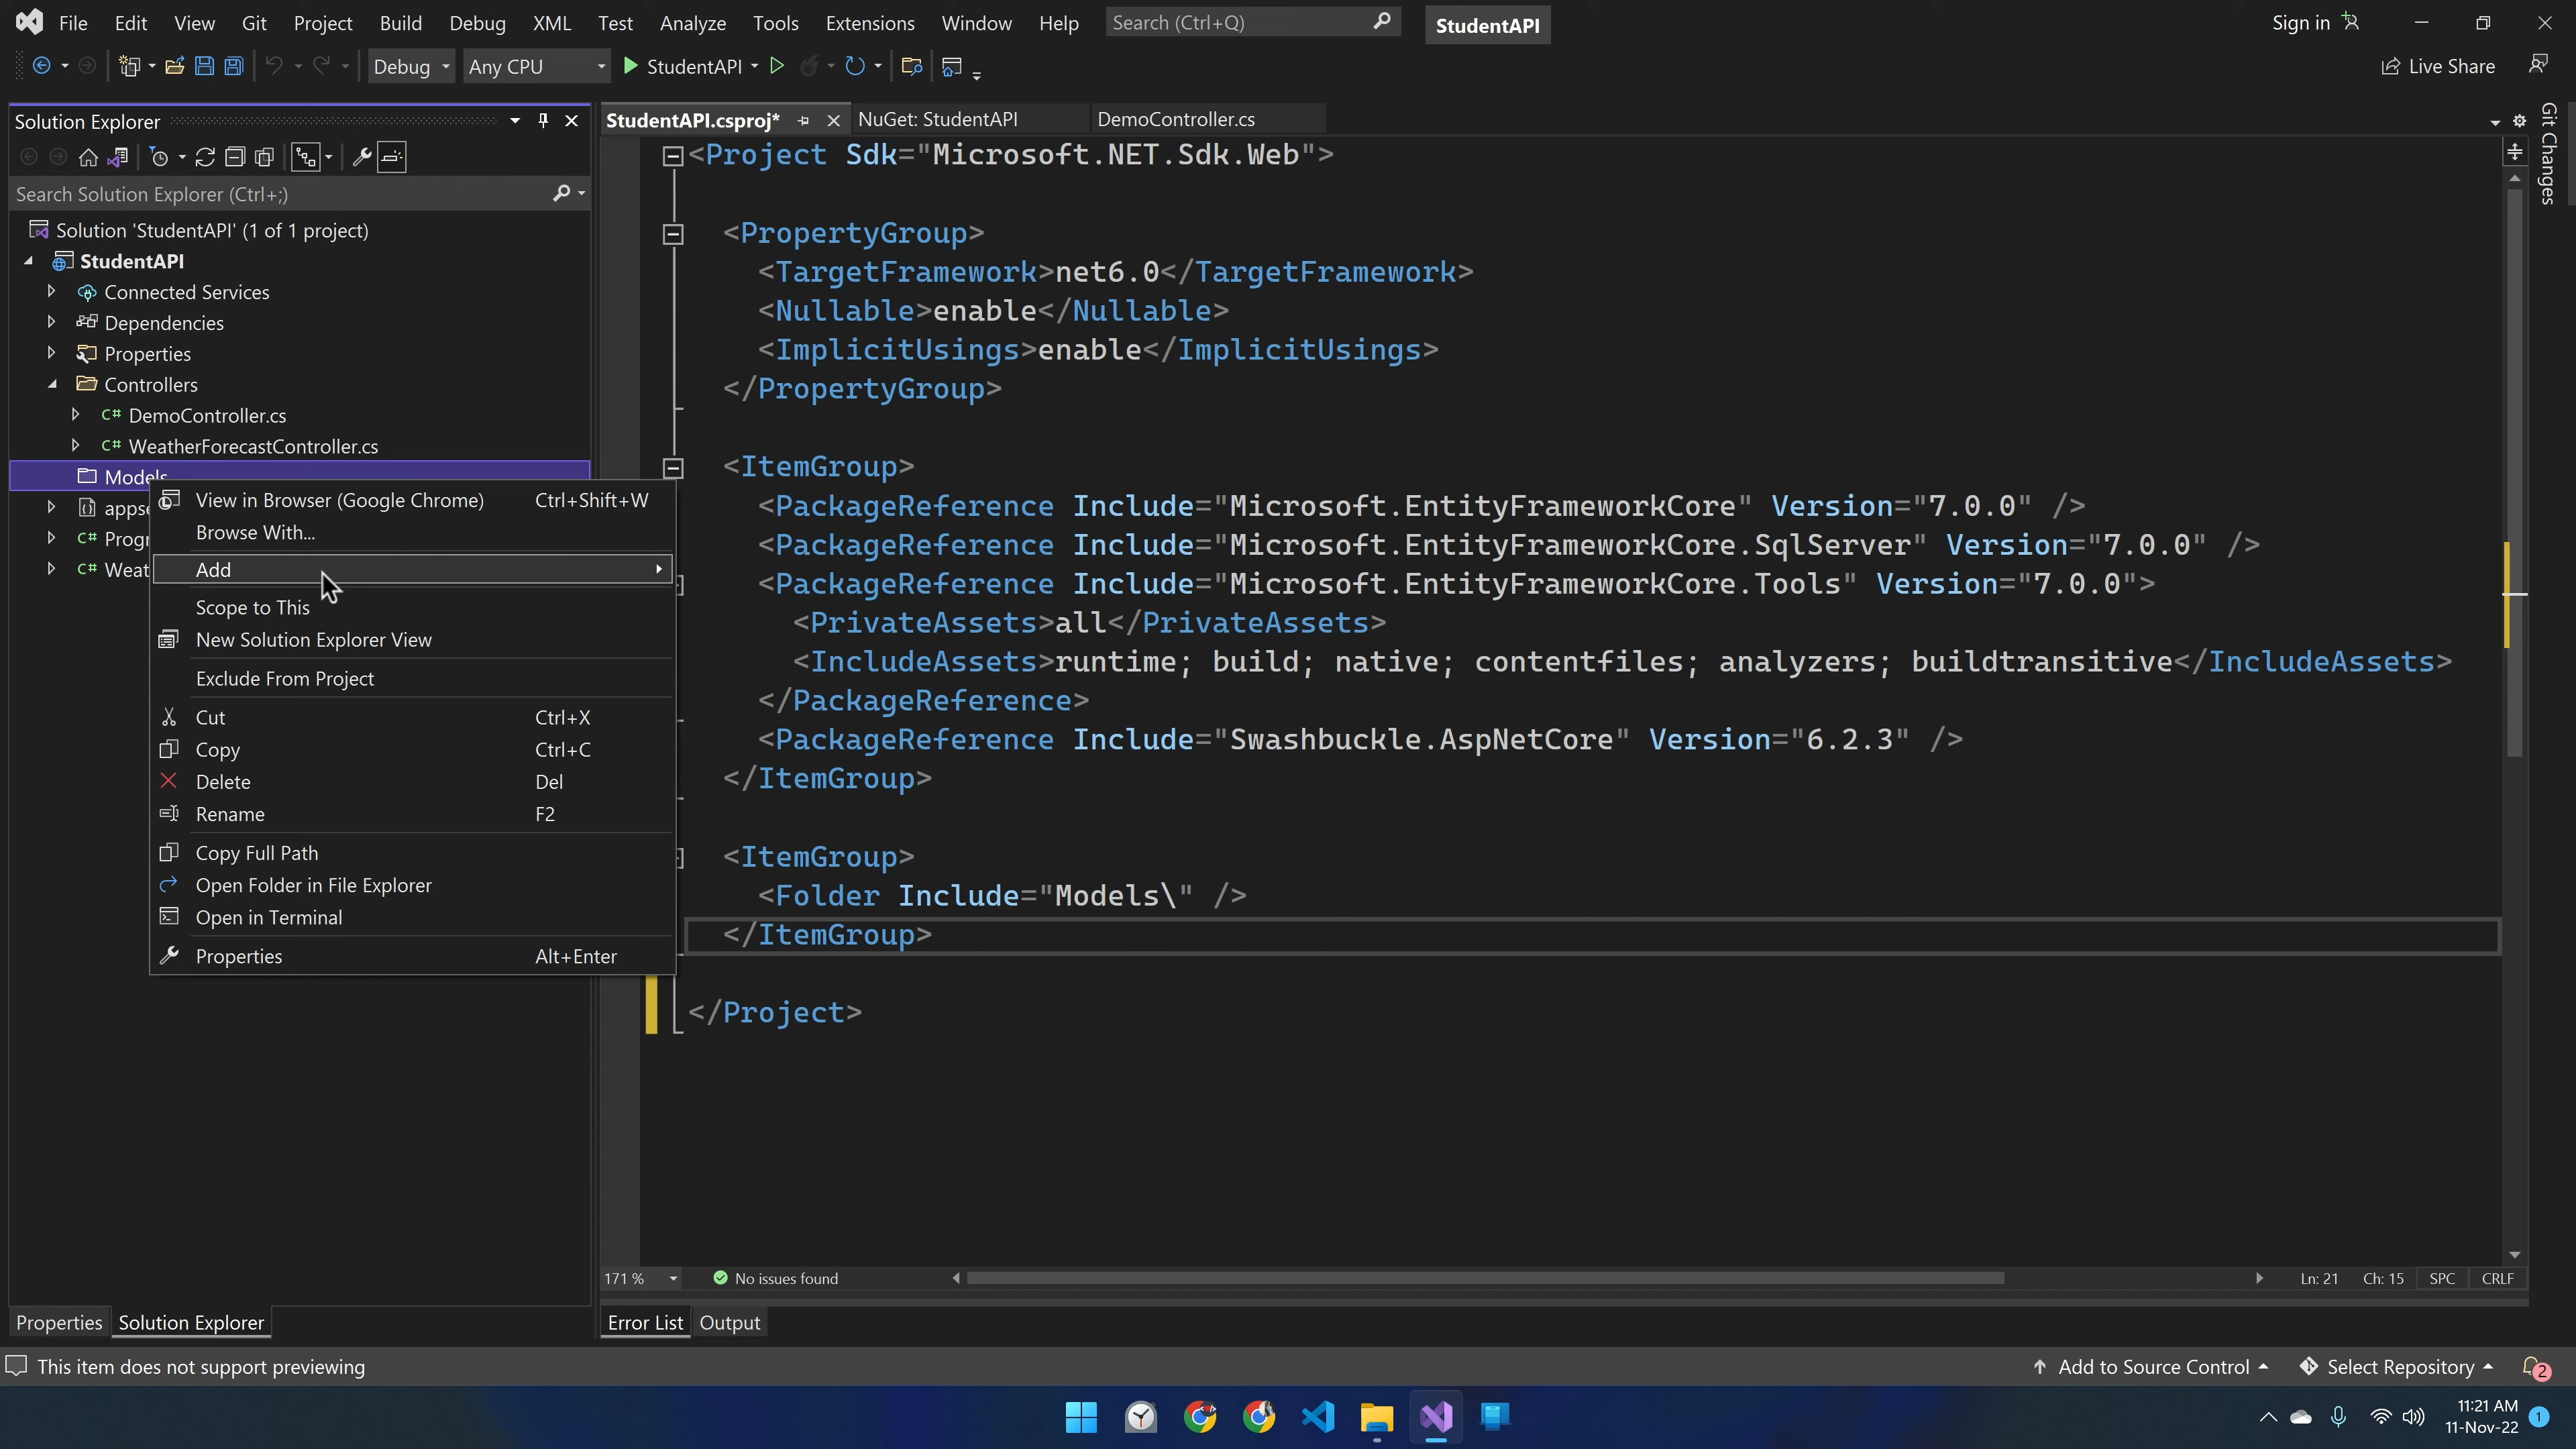 File Edit View Git Project Build Debug XML Test Analyze Tools Extensions Window Help Search (Ctrl+Q) StudentAPI Sign in
Debug Any CPU StudentAPI Live Share
Solution Explorer
Search Solution Explorer (Ctrl+;)
Solution 'StudentAPI' (1 of 1 project)
StudentAPI
Connected Services
Dependencies
Properties
Controllers
C# DemoController.cs
C# WeatherForecastController.cs
Models
appse
C# Progr
C# Weat
View in Browser (Google Chrome) Ctrl+Shift+W
Browse With...
Add
Scope to This
New Solution Explorer View
Exclude From Project
Cut Ctrl+X
Copy Ctrl+C
Delete Del
Rename F2
Copy Full Path
Open Folder in File Explorer
Open in Terminal
Properties Alt+Enter
StudentAPI.csproj* NuGet: StudentAPI DemoController.cs
<Project Sdk="Microsoft.NET.Sdk.Web">
<PropertyGroup>
<TargetFramework>net6.0</TargetFramework>
<Nullable>enable</Nullable>
<ImplicitUsings>enable</ImplicitUsings>
</PropertyGroup>
<ItemGroup>
<PackageReference Include="Microsoft.EntityFrameworkCore" Version="7.0.0" />
<PackageReference Include="Microsoft.EntityFrameworkCore.SqlServer" Version="7.0.0" />
<PackageReference Include="Microsoft.EntityFrameworkCore.Tools" Version="7.0.0">
<PrivateAssets>all</PrivateAssets>
<IncludeAssets>runtime; build; native; contentfiles; analyzers; buildtransitive</IncludeAssets>
</PackageReference>
<PackageReference Include="Swashbuckle.AspNetCore" Version="6.2.3" />
</ItemGroup>
<ItemGroup>
<Folder Include="Models\" />
</ItemGroup>
</Project>
Git Changes
171 % No issues found Ln: 21 Ch: 15 SPC CRLF
Properties Solution Explorer Error List Output
This item does not support previewing Add to Source Control Select Repository 2
11:21 AM
11-Nov-22 1